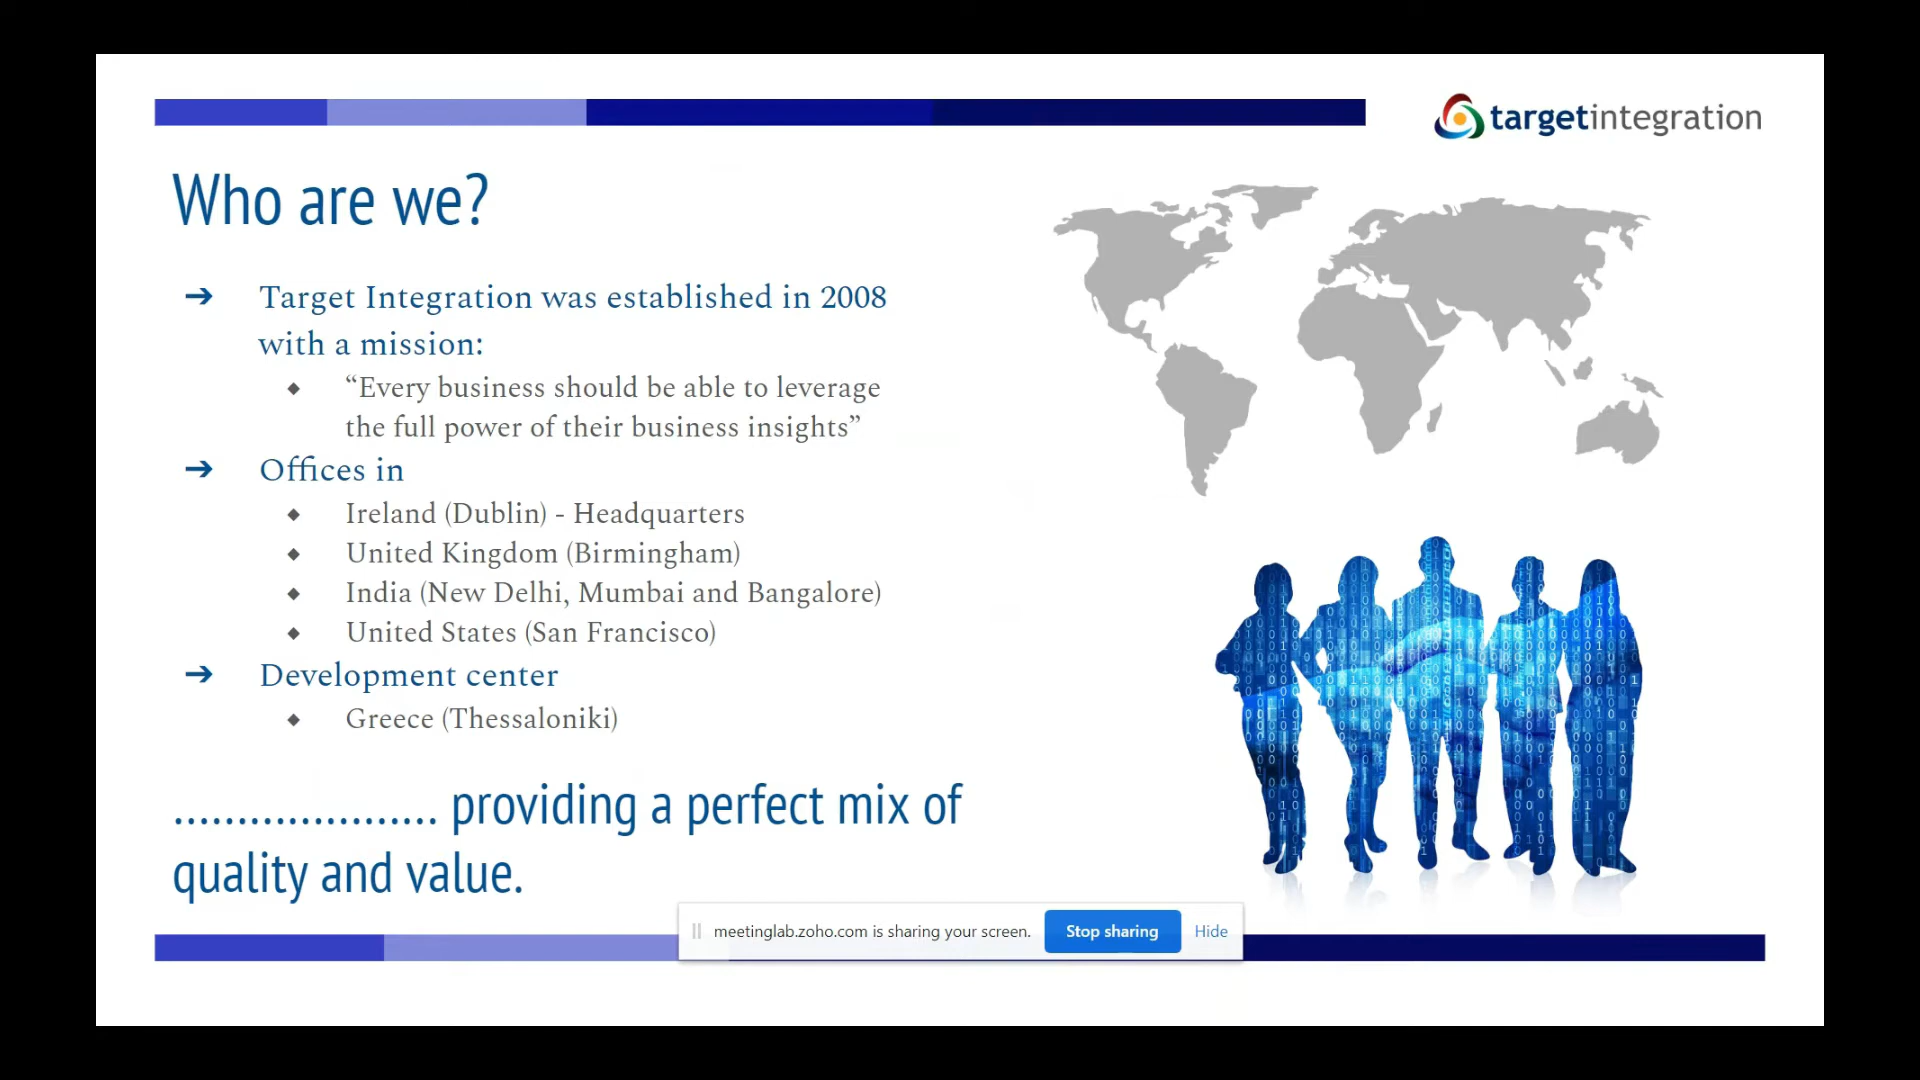 targetintegration
Who are we?
➔ Target Integration was established in 2008
with a mission:
◆ “Every business should be able to leverage
the full power of their business insights”
➔ Offices in
◆ Ireland (Dublin) - Headquarters
◆ United Kingdom (Birmingham)
◆ India (New Delhi, Mumbai and Bangalore)
◆ United States (San Francisco)
➔ Development center
◆ Greece (Thessaloniki)
..................... providing a perfect mix of
quality and value.
meetinglab.zoho.com is sharing your screen. Stop sharing Hide